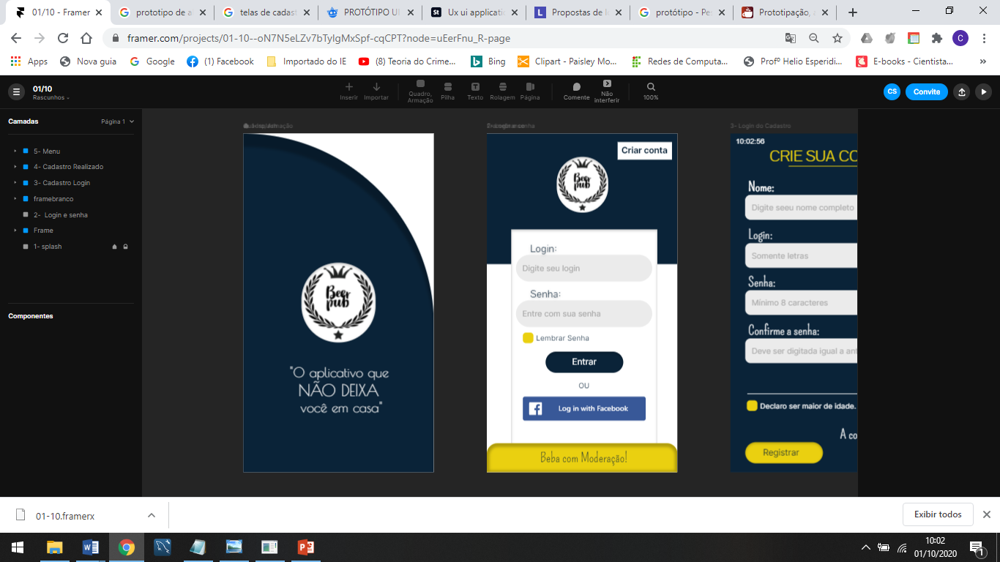 01/10 - Framer
prototipo de a
telas de cadast
PROTÓTIPO UI
Ux ui applicati
Propostas de l
protótipo - Pes
Prototipação, a
framer.com/projects/01-10--oN7N5eLZv7bTyIgMxSpf-cqCPT?node=uEerFnu_R-page
C
Apps
Nova guia
Google
(1) Facebook
Importado do IE
(8) Teoria do Crime...
Bing
Clipart - Paisley Mo...
Redes de Computa...
Profº Helio Esperidi...
E-books - Cientista...
01/10
Rascunhos
Inserir
Importar
Quadro,
Armação
Pilha
Texto
Rolagem
Página
Comente
Não
interferir
100%
CS
Convite
Camadas
Página 1
5- Menu
4- Cadastro Realizado
3- Cadastro Login
framebranco
2- Login e senha
Frame
1- splash
Componentes
Beer
pub
"O aplicativo que
NÃO DEIXA
você em casa"
Criar conta
Beer
pub
Login:
Digite seu login
Senha:
Entre com sua senha
Lembrar Senha
Entrar
OU
Log in with Facebook
Beba com Moderação!
3- Login do Cadastro
10:02:56
CRIE SUA CO
Nome:
Digite seeu nome completo
Login:
Somente letras
Senha:
Mínimo 8 caracteres
Confirme a senha:
Deve ser digitada igual a ant
Declaro ser maior de idade.
A co
Registrar
01-10.framerx
Exibir todos
10:02
01/10/2020
1